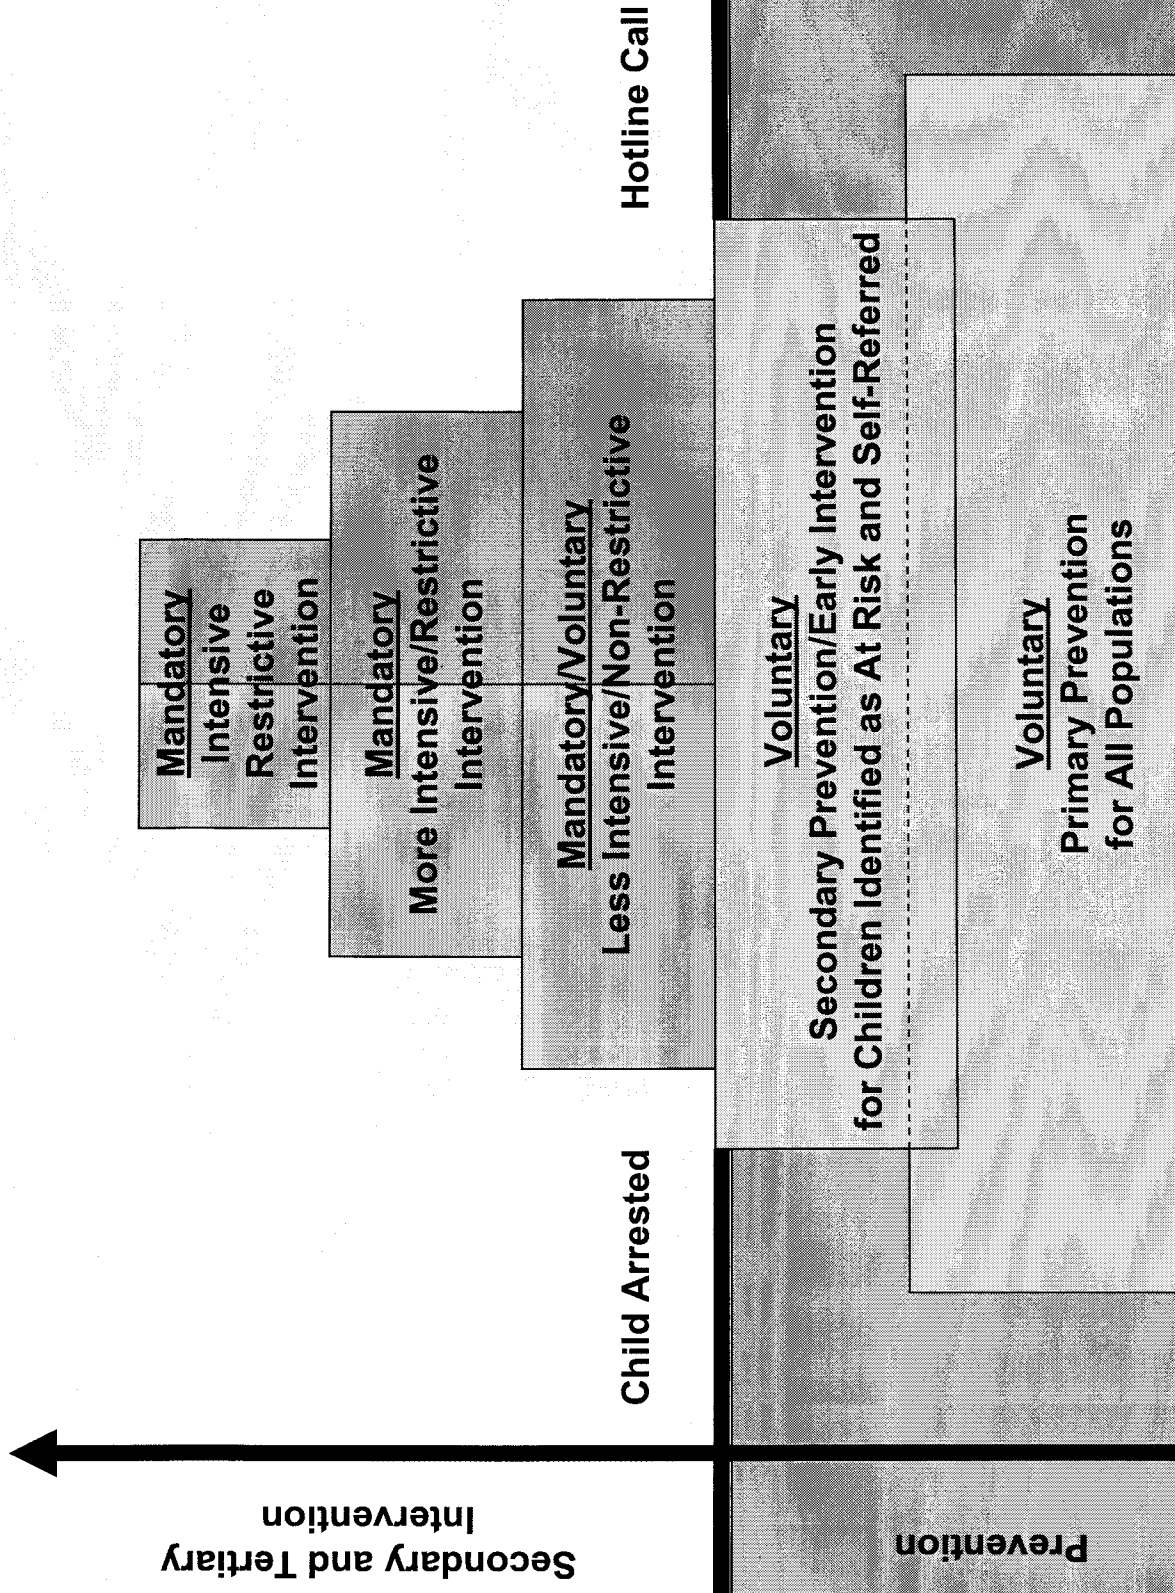 Mandatory
Intensive
Restrictive
Intervention
Mandatory
More Intensive/Restrictive
Intervention
Mandatory/Voluntary
Less Intensive/Non-Restrictive
Intervention
Child Arrested
Hotline Call
Voluntary
Secondary Prevention/Early Intervention
for Children Identified as At Risk and Self-Referred
Voluntary
Primary Prevention
for All Populations
Secondary and Tertiary
Intervention
Prevention